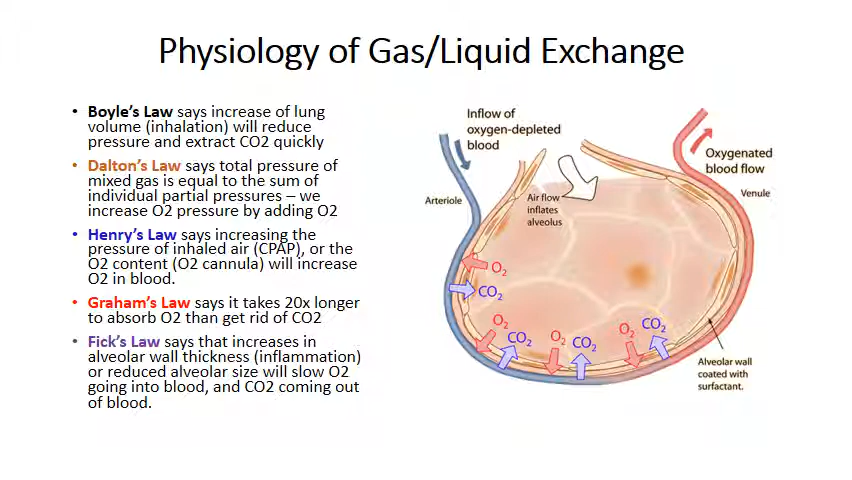 Physiology of Gas/Liquid Exchange
• Boyle's Law says increase of lung
volume (inhalation) will reduce
pressure and extract CO2 quickly
• Dalton's Law says total pressure of
mixed gas is equal to the sum of
individual partial pressures – we
increase O2 pressure by adding O2
• Henry's Law says increasing the
pressure of inhaled air (CPAP), or the
O2 content (O2 cannula) will increase
O2 in blood.
• Graham's Law says it takes 20x longer
to absorb O2 than get rid of CO2
• Fick's Law says that increases in
alveolar wall thickness (inflammation)
or reduced alveolar size will slow O2
going into blood, and CO2 coming out
of blood.
Inflow of
oxygen-depleted
blood
Oxygenated
blood flow
Arteriole
Air flow
inflates
alveolus
Venule
O₂
CO₂
O₂
CO₂
O₂
CO₂
O₂
CO₂
Alveolar wall
coated with
surfactant.